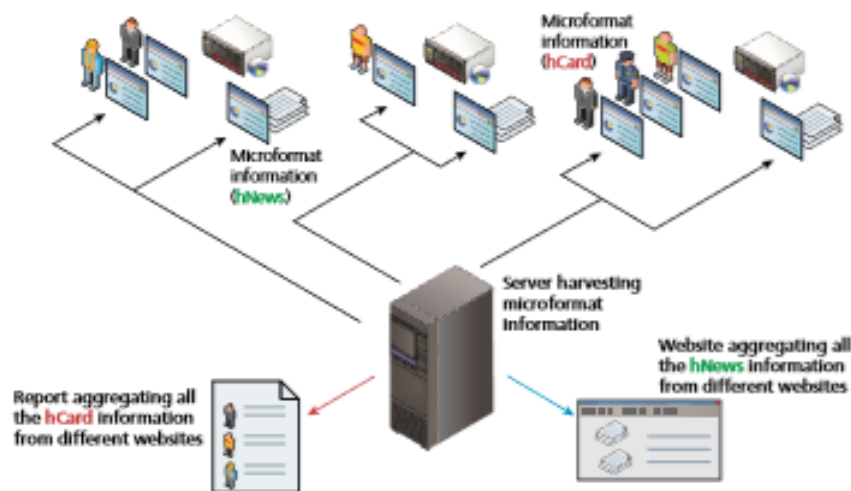 Microformat
information
(hCard)
Microformat
information
(hNews)
Server harvesting
microformat
Information
Website aggregating all
the hNews information
from different websites
Report aggregating all
the hCard information
from different websites